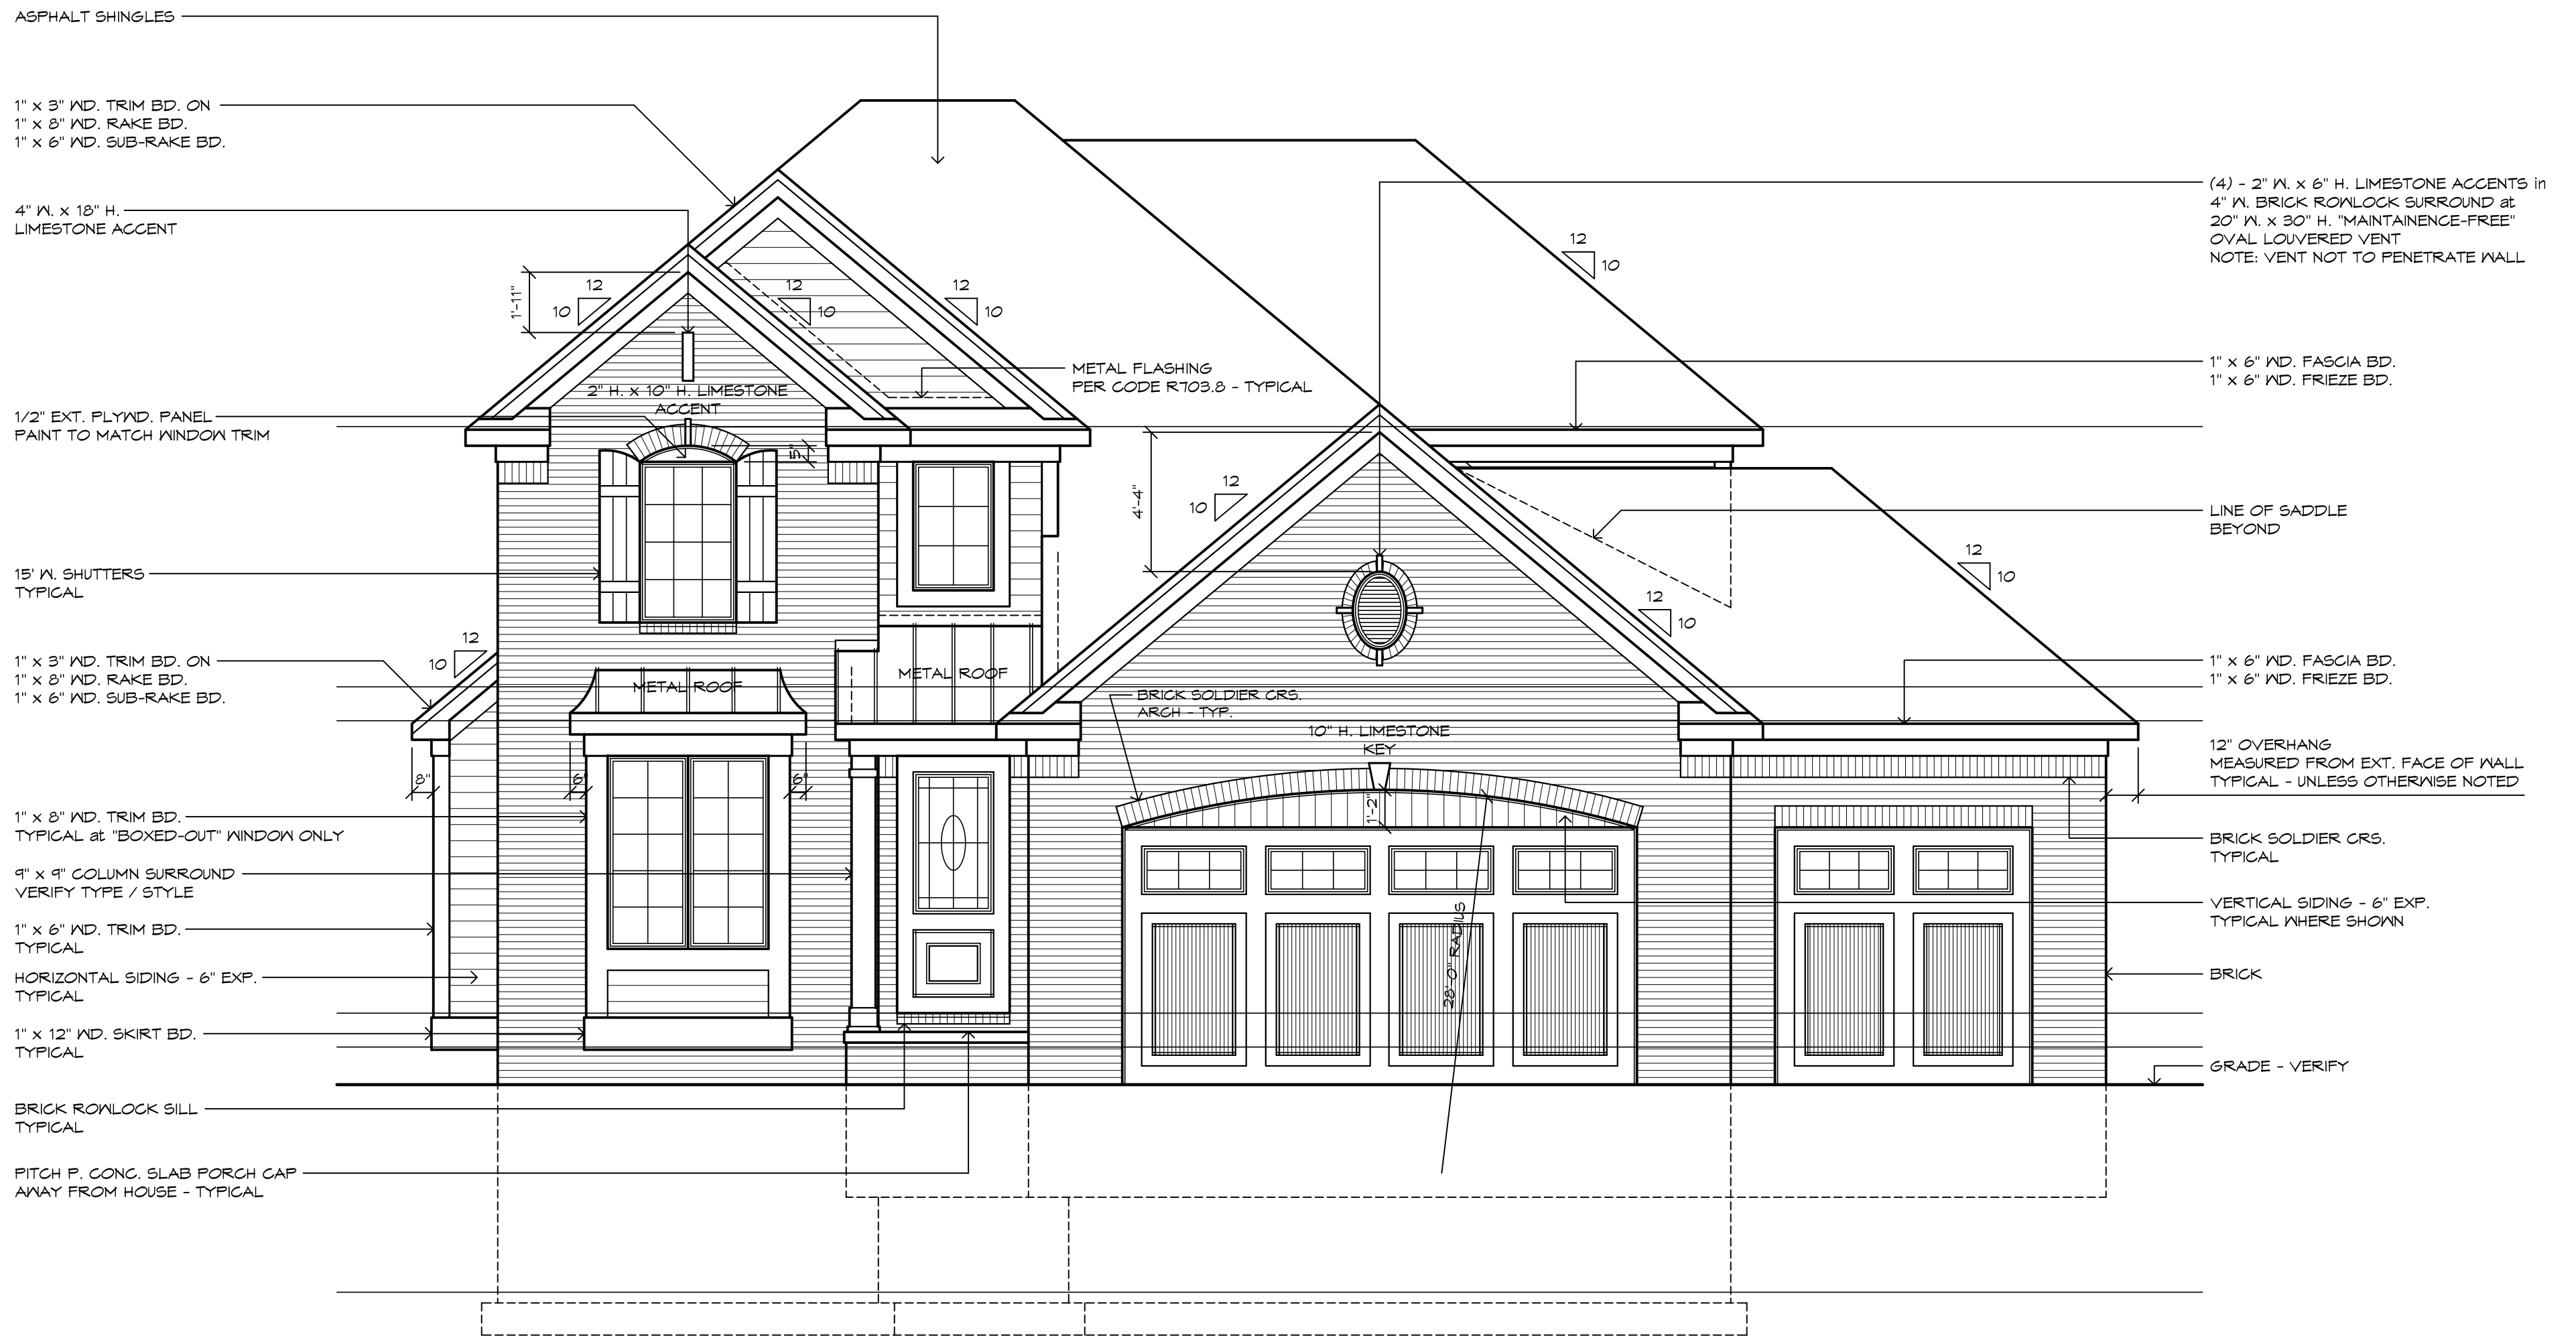 ASPHALT SHINGLES
1" x 3" WD. TRIM BD. ON
1" x 8" WD. RAKE BD.
1" x 6" WD. SUB-RAKE BD.
4" W. x 18" H.
LIMESTONE ACCENT
1/2" EXT. PLYWD. PANEL
PAINT TO MATCH WINDOW TRIM
15' W. SHUTTERS
TYPICAL
1" x 3" WD. TRIM BD. ON
1" x 8" WD. RAKE BD.
1" x 6" WD. SUB-RAKE BD.
1" x 8" WD. TRIM BD.
TYPICAL at "BOXED-OUT" WINDOW ONLY
9" x 9" COLUMN SURROUND
VERIFY TYPE / STYLE
1" x 6" WD. TRIM BD.
TYPICAL
HORIZONTAL SIDING - 6" EXP.
TYPICAL
1" x 12" WD. SKIRT BD.
TYPICAL
BRICK ROWLOCK SILL
TYPICAL
PITCH P. CONC. SLAB PORCH CAP
AWAY FROM HOUSE - TYPICAL
1'-11"
12
10
12
10
12
10
METAL FLASHING
PER CODE R703.8 - TYPICAL
2" H. x 10" H. LIMESTONE
ACCENT
5"
12
10
METAL ROOF
METAL ROOF
8"
6"
6"
4'-4"
12
10
12
10
12
10
12
10
BRICK SOLDIER CRS.
ARCH - TYP.
10" H. LIMESTONE
KEY
1'-2"
28'-0" RADIUS
(4) - 2" W. x 6" H. LIMESTONE ACCENTS in
4" W. BRICK ROWLOCK SURROUND at
20" W. x 30" H. "MAINTAINENCE-FREE"
OVAL LOUVERED VENT
NOTE: VENT NOT TO PENETRATE WALL
1" x 6" WD. FASCIA BD.
1" x 6" WD. FRIEZE BD.
LINE OF SADDLE
BEYOND
1" x 6" WD. FASCIA BD.
1" x 6" WD. FRIEZE BD.
12" OVERHANG
MEASURED FROM EXT. FACE OF WALL
TYPICAL - UNLESS OTHERWISE NOTED
BRICK SOLDIER CRS.
TYPICAL
VERTICAL SIDING - 6" EXP.
TYPICAL WHERE SHOWN
BRICK
GRADE - VERIFY